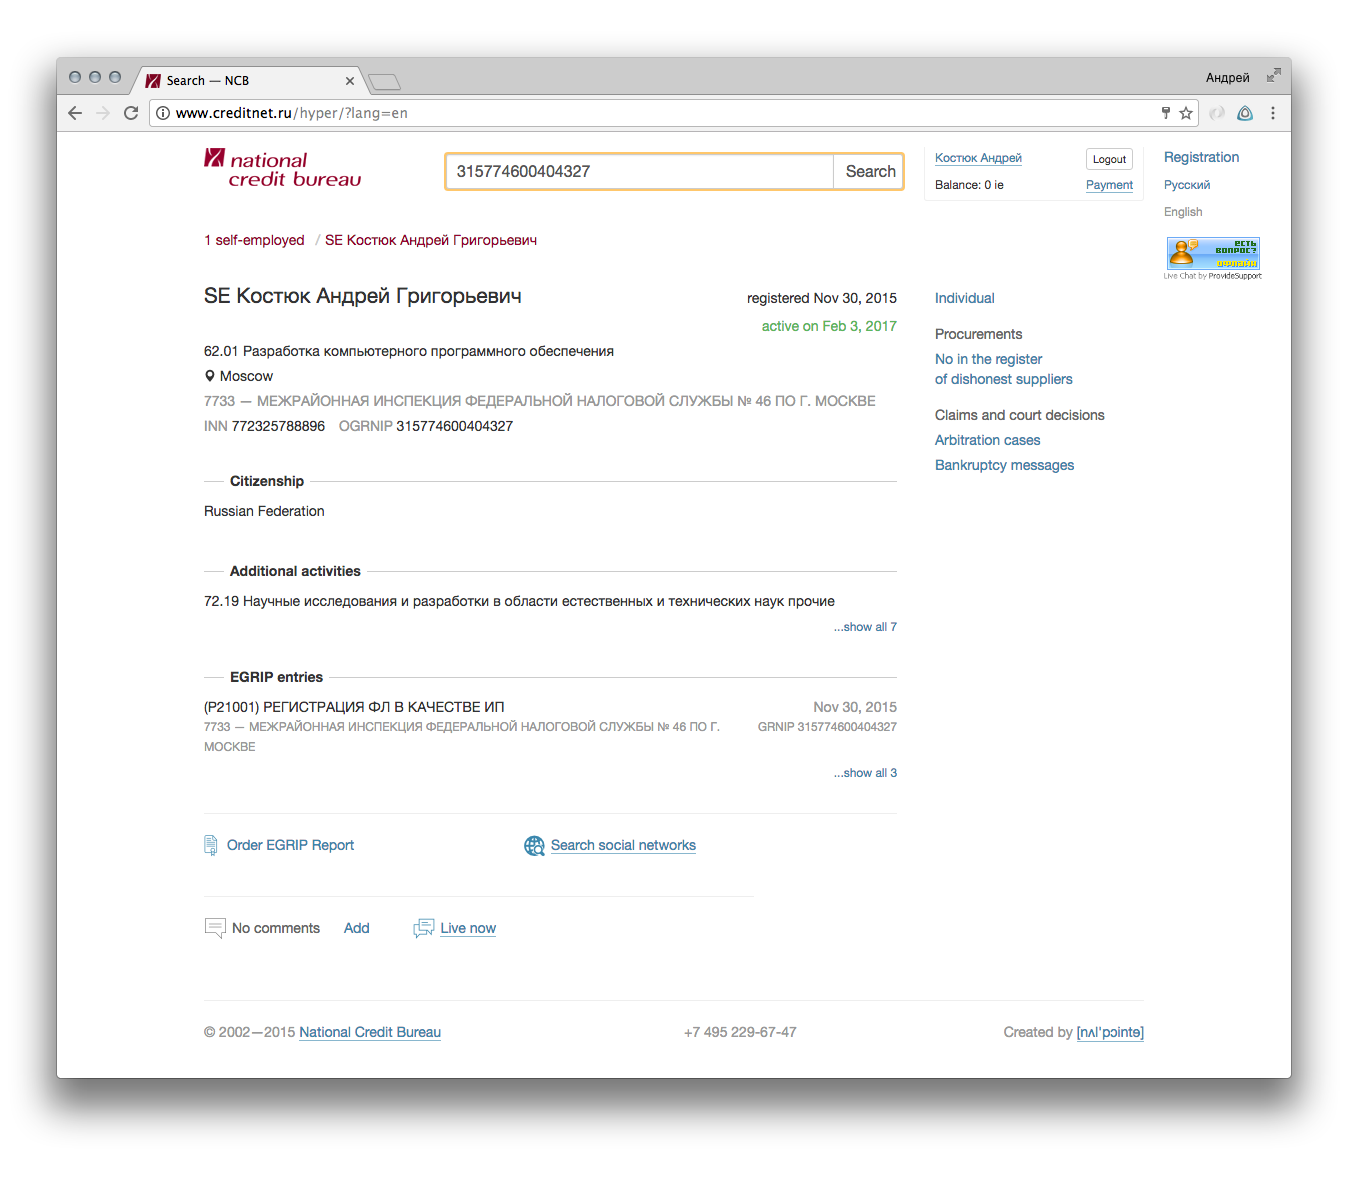 Search — NCB
Андрей
www.creditnet.ru/hyper/?lang=en
national
credit bureau
315774600404327
Search
Костюк Андрей
Logout
Balance: 0 ie
Payment
Registration
Русский
English
есть
вопрос?
офлайн
Live Chat by ProvideSupport
1 self-employed / SE Костюк Андрей Григорьевич
SE Костюк Андрей Григорьевич
registered Nov 30, 2015
active on Feb 3, 2017
62.01 Разработка компьютерного программного обеспечения
Moscow
7733 — МЕЖРАЙОННАЯ ИНСПЕКЦИЯ ФЕДЕРАЛЬНОЙ НАЛОГОВОЙ СЛУЖБЫ № 46 ПО Г. МОСКВЕ
INN 772325788896 OGRNIP 315774600404327
Individual
Procurements
No in the register
of dishonest suppliers
Claims and court decisions
Arbitration cases
Bankruptcy messages
Citizenship
Russian Federation
Additional activities
72.19 Научные исследования и разработки в области естественных и технических наук прочие
...show all 7
EGRIP entries
(Р21001) РЕГИСТРАЦИЯ ФЛ В КАЧЕСТВЕ ИП
Nov 30, 2015
7733 — МЕЖРАЙОННАЯ ИНСПЕКЦИЯ ФЕДЕРАЛЬНОЙ НАЛОГОВОЙ СЛУЖБЫ № 46 ПО Г.
МОСКВЕ
GRNIP 315774600404327
...show all 3
Order EGRIP Report
Search social networks
No comments
Add
Live now
© 2002—2015 National Credit Bureau
+7 495 229-67-47
Created by [nʌl'pɔintɵ]